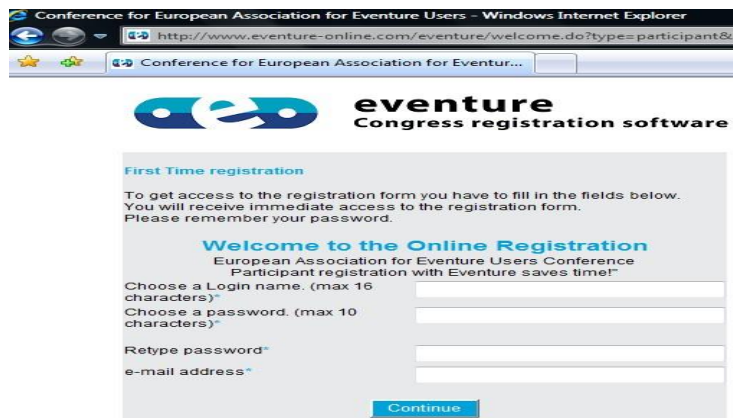 Conference for European Association for Eventure Users - Windows Internet Explorer
http://www.eventure-online.com/eventure/welcome.do?type=participant&
Conference for European Association for Eventur...
eventure
Congress registration software
First Time registration
To get access to the registration form you have to fill in the fields below.
You will receive immediate access to the registration form.
Please remember your password.
Welcome to the Online Registration
European Association for Eventure Users Conference
Participant registration with Eventure saves time!"
Choose a Login name. (max 16
characters)*
Choose a password. (max 10
characters)*
Retype password*
e-mail address*
Continue